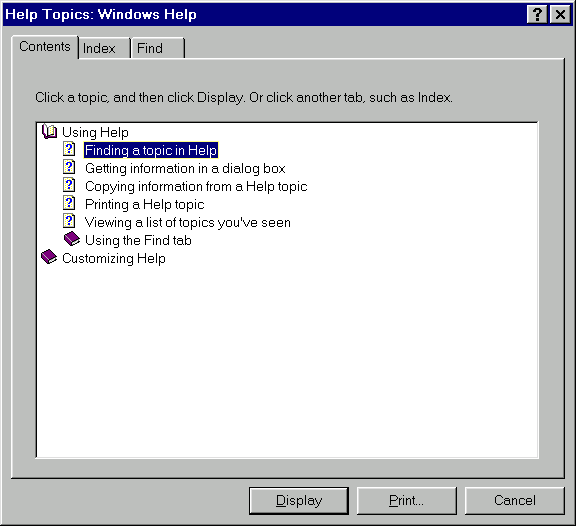 Help Topics: Windows Help
Contents Index Find
Click a topic, and then click Display. Or click another tab, such as Index.
Using Help
Finding a topic in Help
Getting information in a dialog box
Copying information from a Help topic
Printing a Help topic
Viewing a list of topics you've seen
Using the Find tab
Customizing Help
Display Print... Cancel